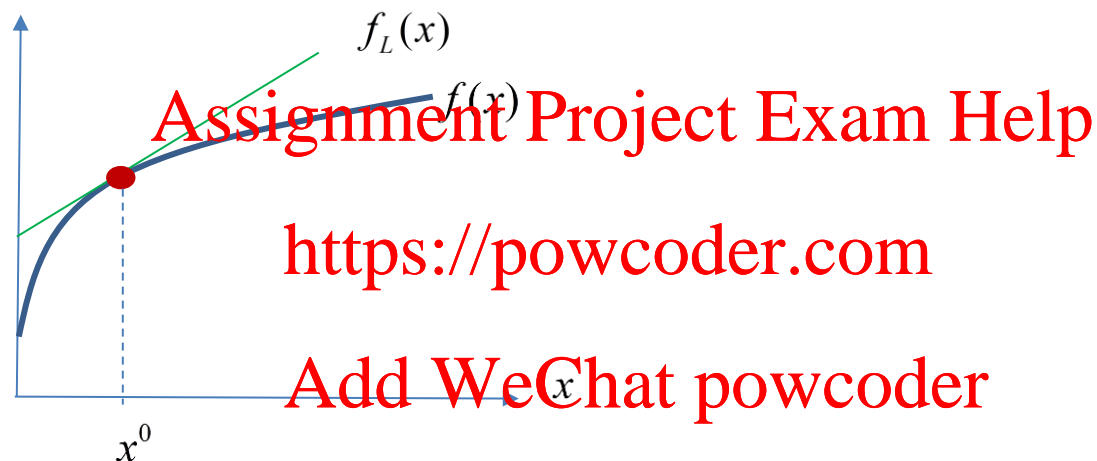 f_L(x)
f(x)
Assignment Project Exam Help
https://powcoder.com
Add WeChat powcoder
x
x^0